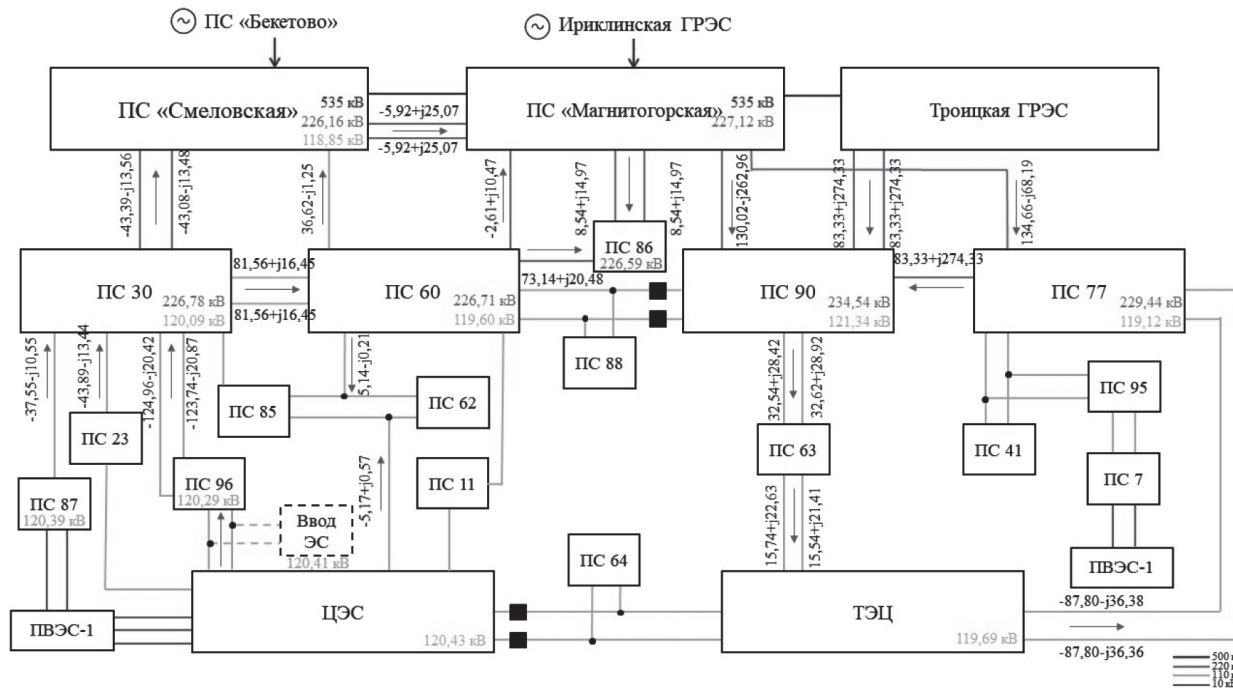 ПС «Бекетово»
Ириклинская ГРЭС
ПС «Смеловская»
535 кВ
226,16 кВ
118,85 кВ
-5,92+j25,07
-5,92+j25,07
ПС «Магнитогорская»
535 кВ
227,12 кВ
Троицкая ГРЭС
-43,39-j13,56
-43,08-j13,48
36,62-j1,25
-2,61+j10,47
8,54+j14,97
8,54+j14,97
130,02-j262,96
83,33+j274,33
83,33+j274,33
134,66-j68,19
ПС 30
226,78 кВ
120,09 кВ
81,56+j16,45
81,56+j16,45
ПС 60
226,71 кВ
119,60 кВ
ПС 86
226,59 кВ
73,14+j20,48
ПС 90
234,54 кВ
121,34 кВ
83,33+j274,33
ПС 77
229,44 кВ
119,12 кВ
-37,55-j10,55
-43,89-j13,44
-124,96-j20,42
-123,74-j20,87
5,14-j0,21
ПС 88
32,54+j28,42
32,62+j28,92
ПС 85
ПС 62
ПС 95
ПС 23
ПС 41
ПС 63
ПС 96
120,29 кВ
-5,17+j0,57
ПС 11
ПС 7
ПС 87
120,39 кВ
Ввод
ЭС
120,41 кВ
15,74+j22,63
15,54+j21,41
ПС 64
ПВЭС-1
ПВЭС-1
ЦЭС
120,43 кВ
ТЭЦ
119,69 кВ
-87,80-j36,38
-87,80-j36,36
500
220
110
10 к